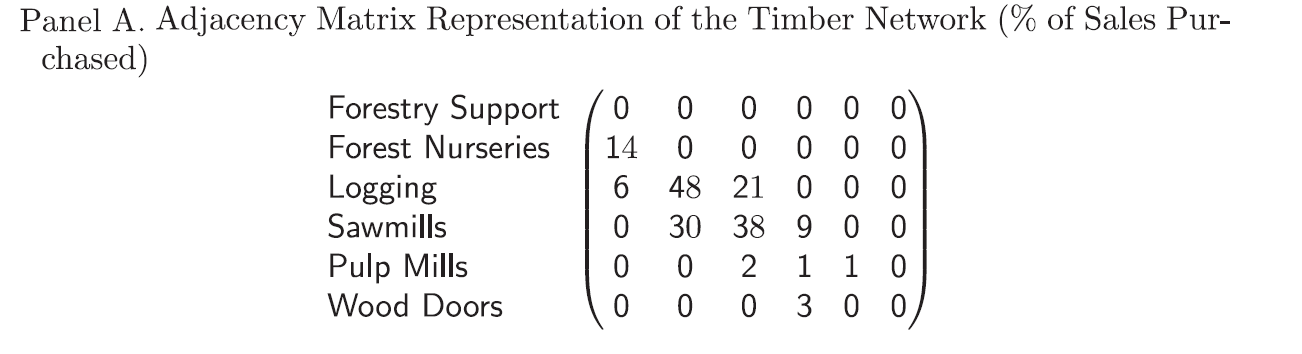 Panel A. Adjacency Matrix Representation of the Timber Network (% of Sales Pur-
chased)
Forestry Support 0 0 0 0 0 0
Forest Nurseries 14 0 0 0 0 0
Logging 6 48 21 0 0 0
Sawmills 0 30 38 9 0 0
Pulp Mills 0 0 2 1 1 0
Wood Doors 0 0 0 3 0 0